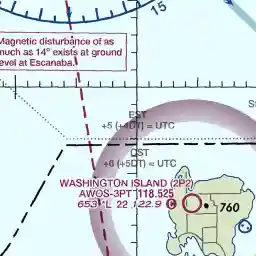 15
Magnetic disturbance of as
much as 14° exists at ground
level at Escanaba.
EST
+5 (+4DT) = UTC
CST
+6 (+5DT) = UTC
WASHINGTON ISLAND (2P2)
AWOS-3PT 118.525
653 *L 22 122.9 C
760